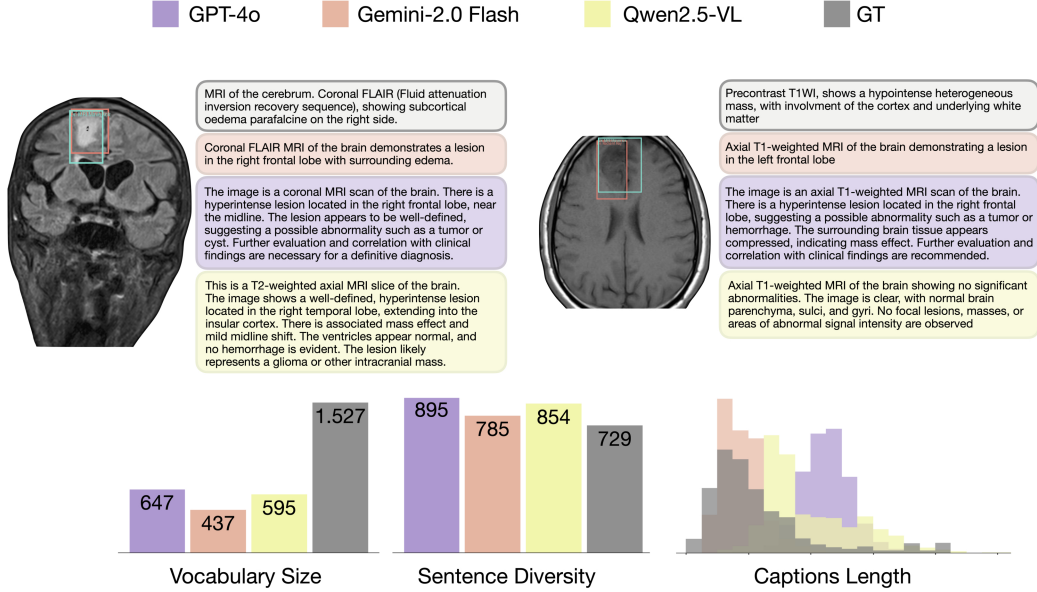 GPT-4o
Gemini-2.0 Flash
Qwen2.5-VL
GT
MRI of the cerebrum. Coronal FLAIR (Fluid attenuation
inversion recovery sequence), showing subcortical
oedema parafalcine on the right side.
Coronal FLAIR MRI of the brain demonstrates a lesion
in the right frontal lobe with surrounding edema.
The image is a coronal MRI scan of the brain. There is a
hyperintense lesion located in the right frontal lobe, near
the midline. The lesion appears to be well-defined,
suggesting a possible abnormality such as a tumor or
cyst. Further evaluation and correlation with clinical
findings are necessary for a definitive diagnosis.
This is a T2-weighted axial MRI slice of the brain.
The image shows a well-defined, hyperintense lesion
located in the right temporal lobe, extending into the
insular cortex. There is associated mass effect and
mild midline shift. The ventricles appear normal, and
no hemorrhage is evident. The lesion likely
represents a glioma or other intracranial mass.
Precontrast T1WI, shows a hypointense heterogeneous
mass, with involvment of the cortex and underlying white
matter
Axial T1-weighted MRI of the brain demonstrating a lesion
in the left frontal lobe
The image is an axial T1-weighted MRI scan of the brain.
There is a hyperintense lesion located in the right frontal
lobe, suggesting a possible abnormality such as a tumor or
hemorrhage. The surrounding brain tissue appears
compressed, indicating mass effect. Further evaluation and
correlation with clinical findings are recommended.
Axial T1-weighted MRI of the brain showing no significant
abnormalities. The image is clear, with normal brain
parenchyma, sulci, and gyri. No focal lesions, masses, or
areas of abnormal signal intensity are observed
647
437
595
1.527
Vocabulary Size
895
785
854
729
Sentence Diversity
Captions Length